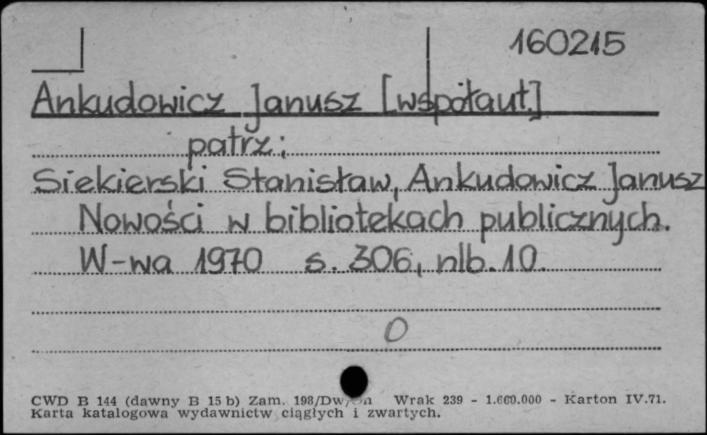 160215
Ankudowicz Janusz [współaut.]
patrz:
Siekierski Stanisław, Ankudowicz Janusz
Nowości w bibliotekach publicznych.
W-wa 1970 s. 306, nlb. 10.
0
CWD B 144 (dawny B 15 b) Zam. 198/Dw/ Wrak 239 - 1.660.000 - Karton IV.71.
Karta katalogowa wydawnictw ciągłych i zwartych.